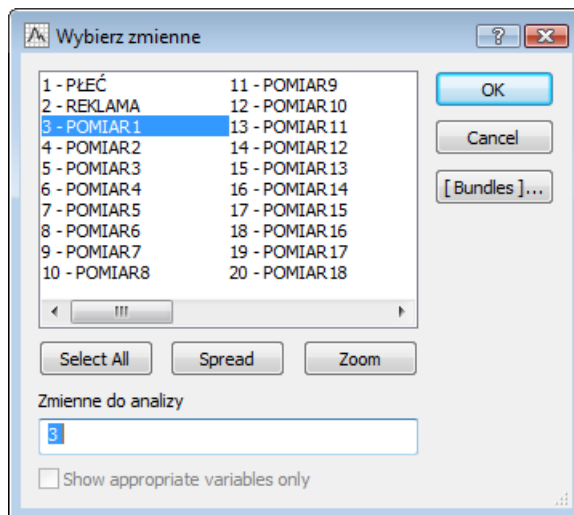 Wybierz zmienne
1 - PŁEĆ
2 - REKLAMA
3 - POMIAR1
4 - POMIAR2
5 - POMIAR3
6 - POMIAR4
7 - POMIAR5
8 - POMIAR6
9 - POMIAR7
10 - POMIAR8
11 - POMIAR9
12 - POMIAR10
13 - POMIAR11
14 - POMIAR12
15 - POMIAR13
16 - POMIAR14
17 - POMIAR15
18 - POMIAR16
19 - POMIAR17
20 - POMIAR18
OK
Cancel
[ Bundles ]...
Select All
Spread
Zoom
Zmienne do analizy
3
Show appropriate variables only